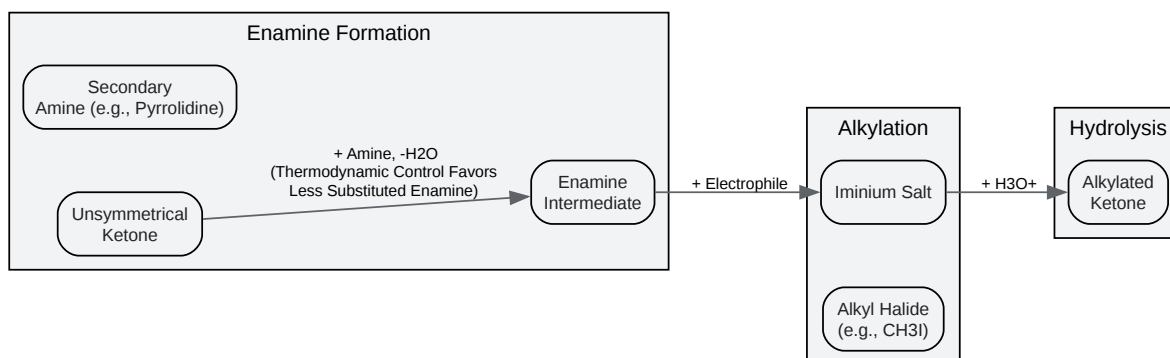 Enamine Formation
Secondary
Amine (e.g., Pyrrolidine)
Unsymmetrical
Ketone
+ Amine, -H2O
(Thermodynamic Control Favors
Less Substituted Enamine)
Enamine
Intermediate
+ Electrophile
Alkylation
Iminium Salt
Alkyl Halide
(e.g., CH3I)
+ H3O+
Hydrolysis
Alkylated
Ketone